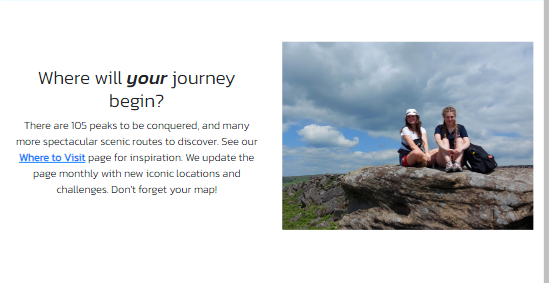 Where will your journey
begin?
There are 105 peaks to be conquered, and many
more spectacular scenic routes to discover. See our
Where to Visit page for inspiration. We update the
page monthly with new iconic locations and
challenges. Don't forget your map!